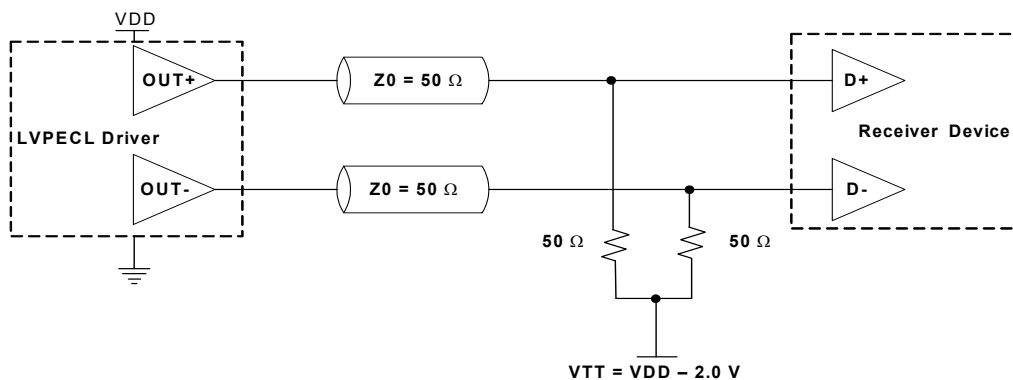 VDD
OUT+
Z0 = 50 Ω
D+
LVPECL Driver
Receiver Device
OUT-
Z0 = 50 Ω
D-
50 Ω
50 Ω
VTT = VDD – 2.0 V